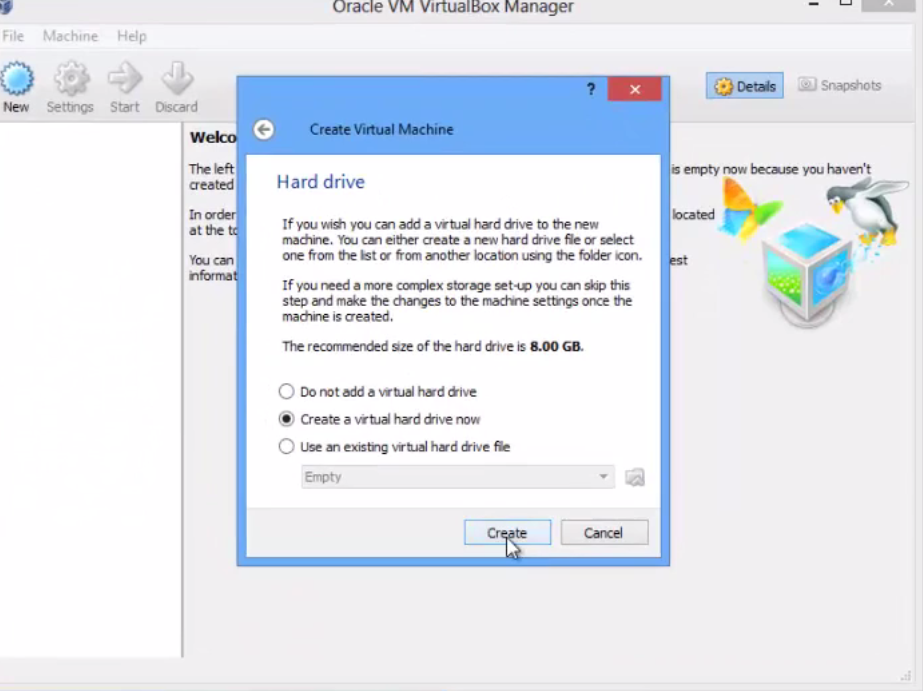 Oracle VM VirtualBox Manager
File Machine Help
New Settings Start Discard
Details Snapshots
? 
Create Virtual Machine
Welco
The left
created
is empty now because you haven't
In order
at the to
located
You can
informat
est
Hard drive
If you wish you can add a virtual hard drive to the new
machine. You can either create a new hard drive file or select
one from the list or from another location using the folder icon.
If you need a more complex storage set-up you can skip this
step and make the changes to the machine settings once the
machine is created.
The recommended size of the hard drive is 8.00 GB.
Do not add a virtual hard drive
Create a virtual hard drive now
Use an existing virtual hard drive file
Empty
Create Cancel